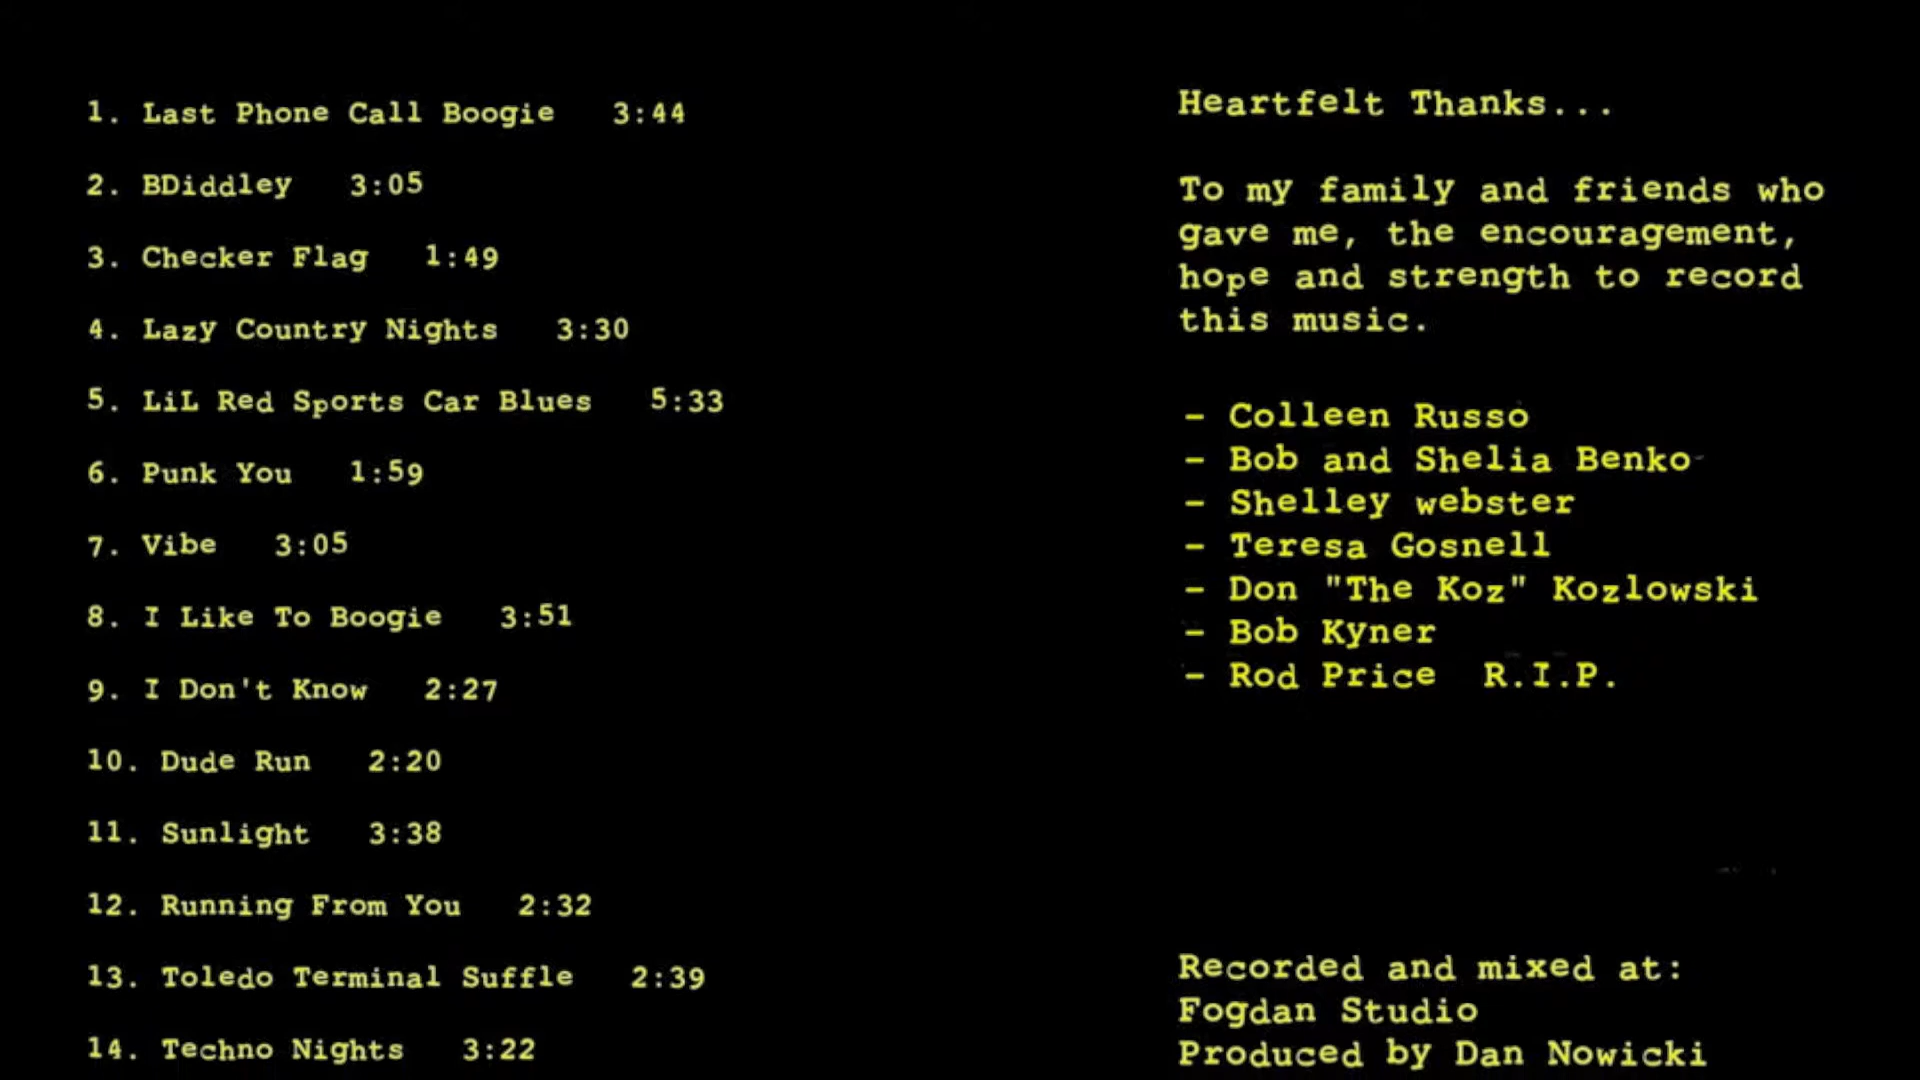 1. Last Phone Call Boogie 3:44
2. BDiddley 3:05
3. Checker Flag 1:49
4. Lazy Country Nights 3:30
5. LiL Red Sports Car Blues 5:33
6. Punk You 1:59
7. Vibe 3:05
8. I Like To Boogie 3:51
9. I Don't Know 2:27
10. Dude Run 2:20
11. Sunlight 3:38
12. Running From You 2:32
13. Toledo Terminal Suffle 2:39
14. Techno Nights 3:22
Heartfelt Thanks...
To my family and friends who
gave me, the encouragement,
hope and strength to record
this music.
- Colleen Russo
- Bob and Shelia Benko
- Shelley webster
- Teresa Gosnell
- Don "The Koz" Kozlowski
- Bob Kyner
- Rod Price R.I.P.
Recorded and mixed at:
Fogdan Studio
Produced by Dan Nowicki